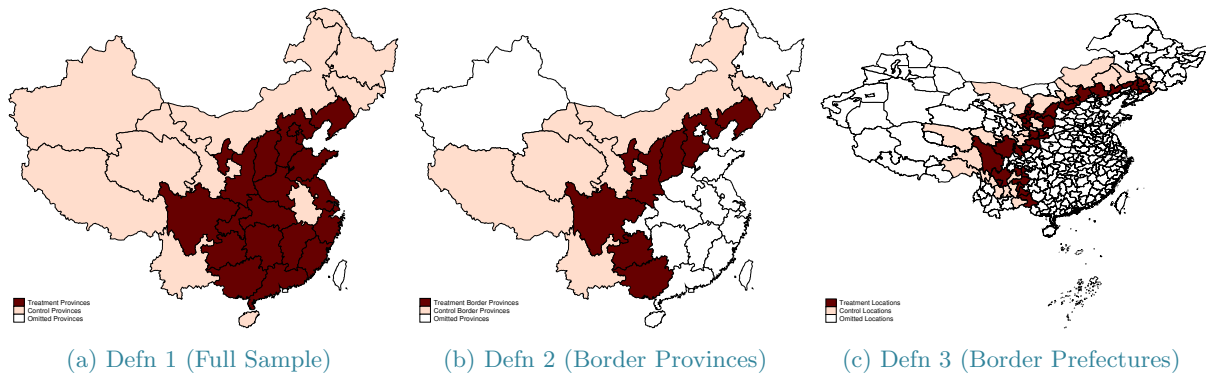 Treatment Provinces
Control Provinces
Omitted Provinces
Treatment Border Provinces
Control Border Provinces
Omitted Provinces
Treatment Locations
Control Locations
Omitted Locations
(a) Defn 1 (Full Sample)
(b) Defn 2 (Border Provinces)
(c) Defn 3 (Border Prefectures)